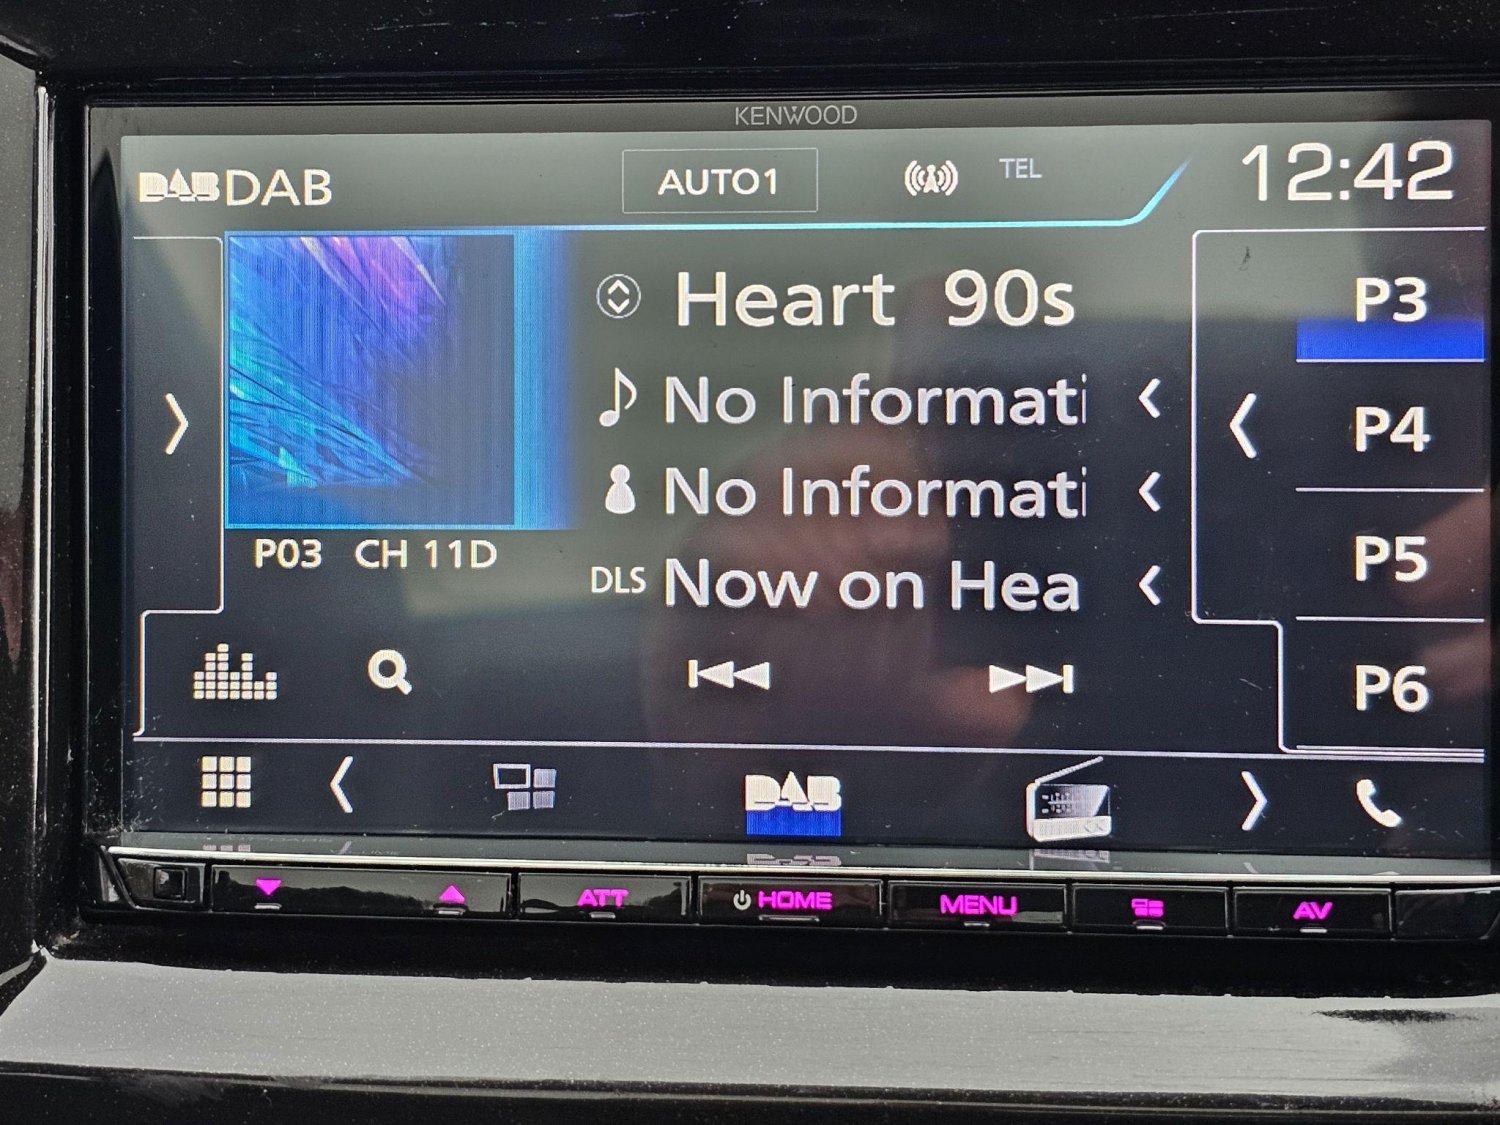 KENWOOD
DAB DAB
AUTO1
TEL
12:42
Heart 90s
P3
No Informati
P4
No Informati
P03 CH 11D
DLS Now on Hea
P5
P6
DAB
ATT
HOME
MENU
AV